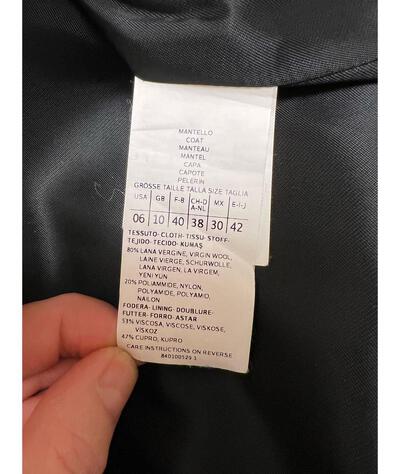 MANTELLO
COAT
MANTEAU
MANTEL
CAPA
CAPOTE
PELERIN
GRÖSSE TAILLE TALLA SIZE TAGLIA
USA GB F-B CH-D A-NL MX E-I-J
06 10 40 38 30 42
TESSUTO-CLOTH-TISSU-STOFF-
TEJIDO-TECIDO-KUMAŞ
80% LANA VERGINE, VIRGIN WOOL,
LAINE VIERGE, SCHURWOLLE,
LANA VIRGEN, LA VIRGEM,
YENI YUN
20% POLIAMMIDE, NYLON,
POLYAMIDE, POLYAMID,
NAILON
FODERA-LINING-DOUBLURE-
FUTTER-FORRO-ASTAR
53% VISCOSA, VISCOSE, VISKOSE,
VISKOZ
47% CUPRO, KUPRO
CARE INSTRUCTIONS ON REVERSE
840100529 1